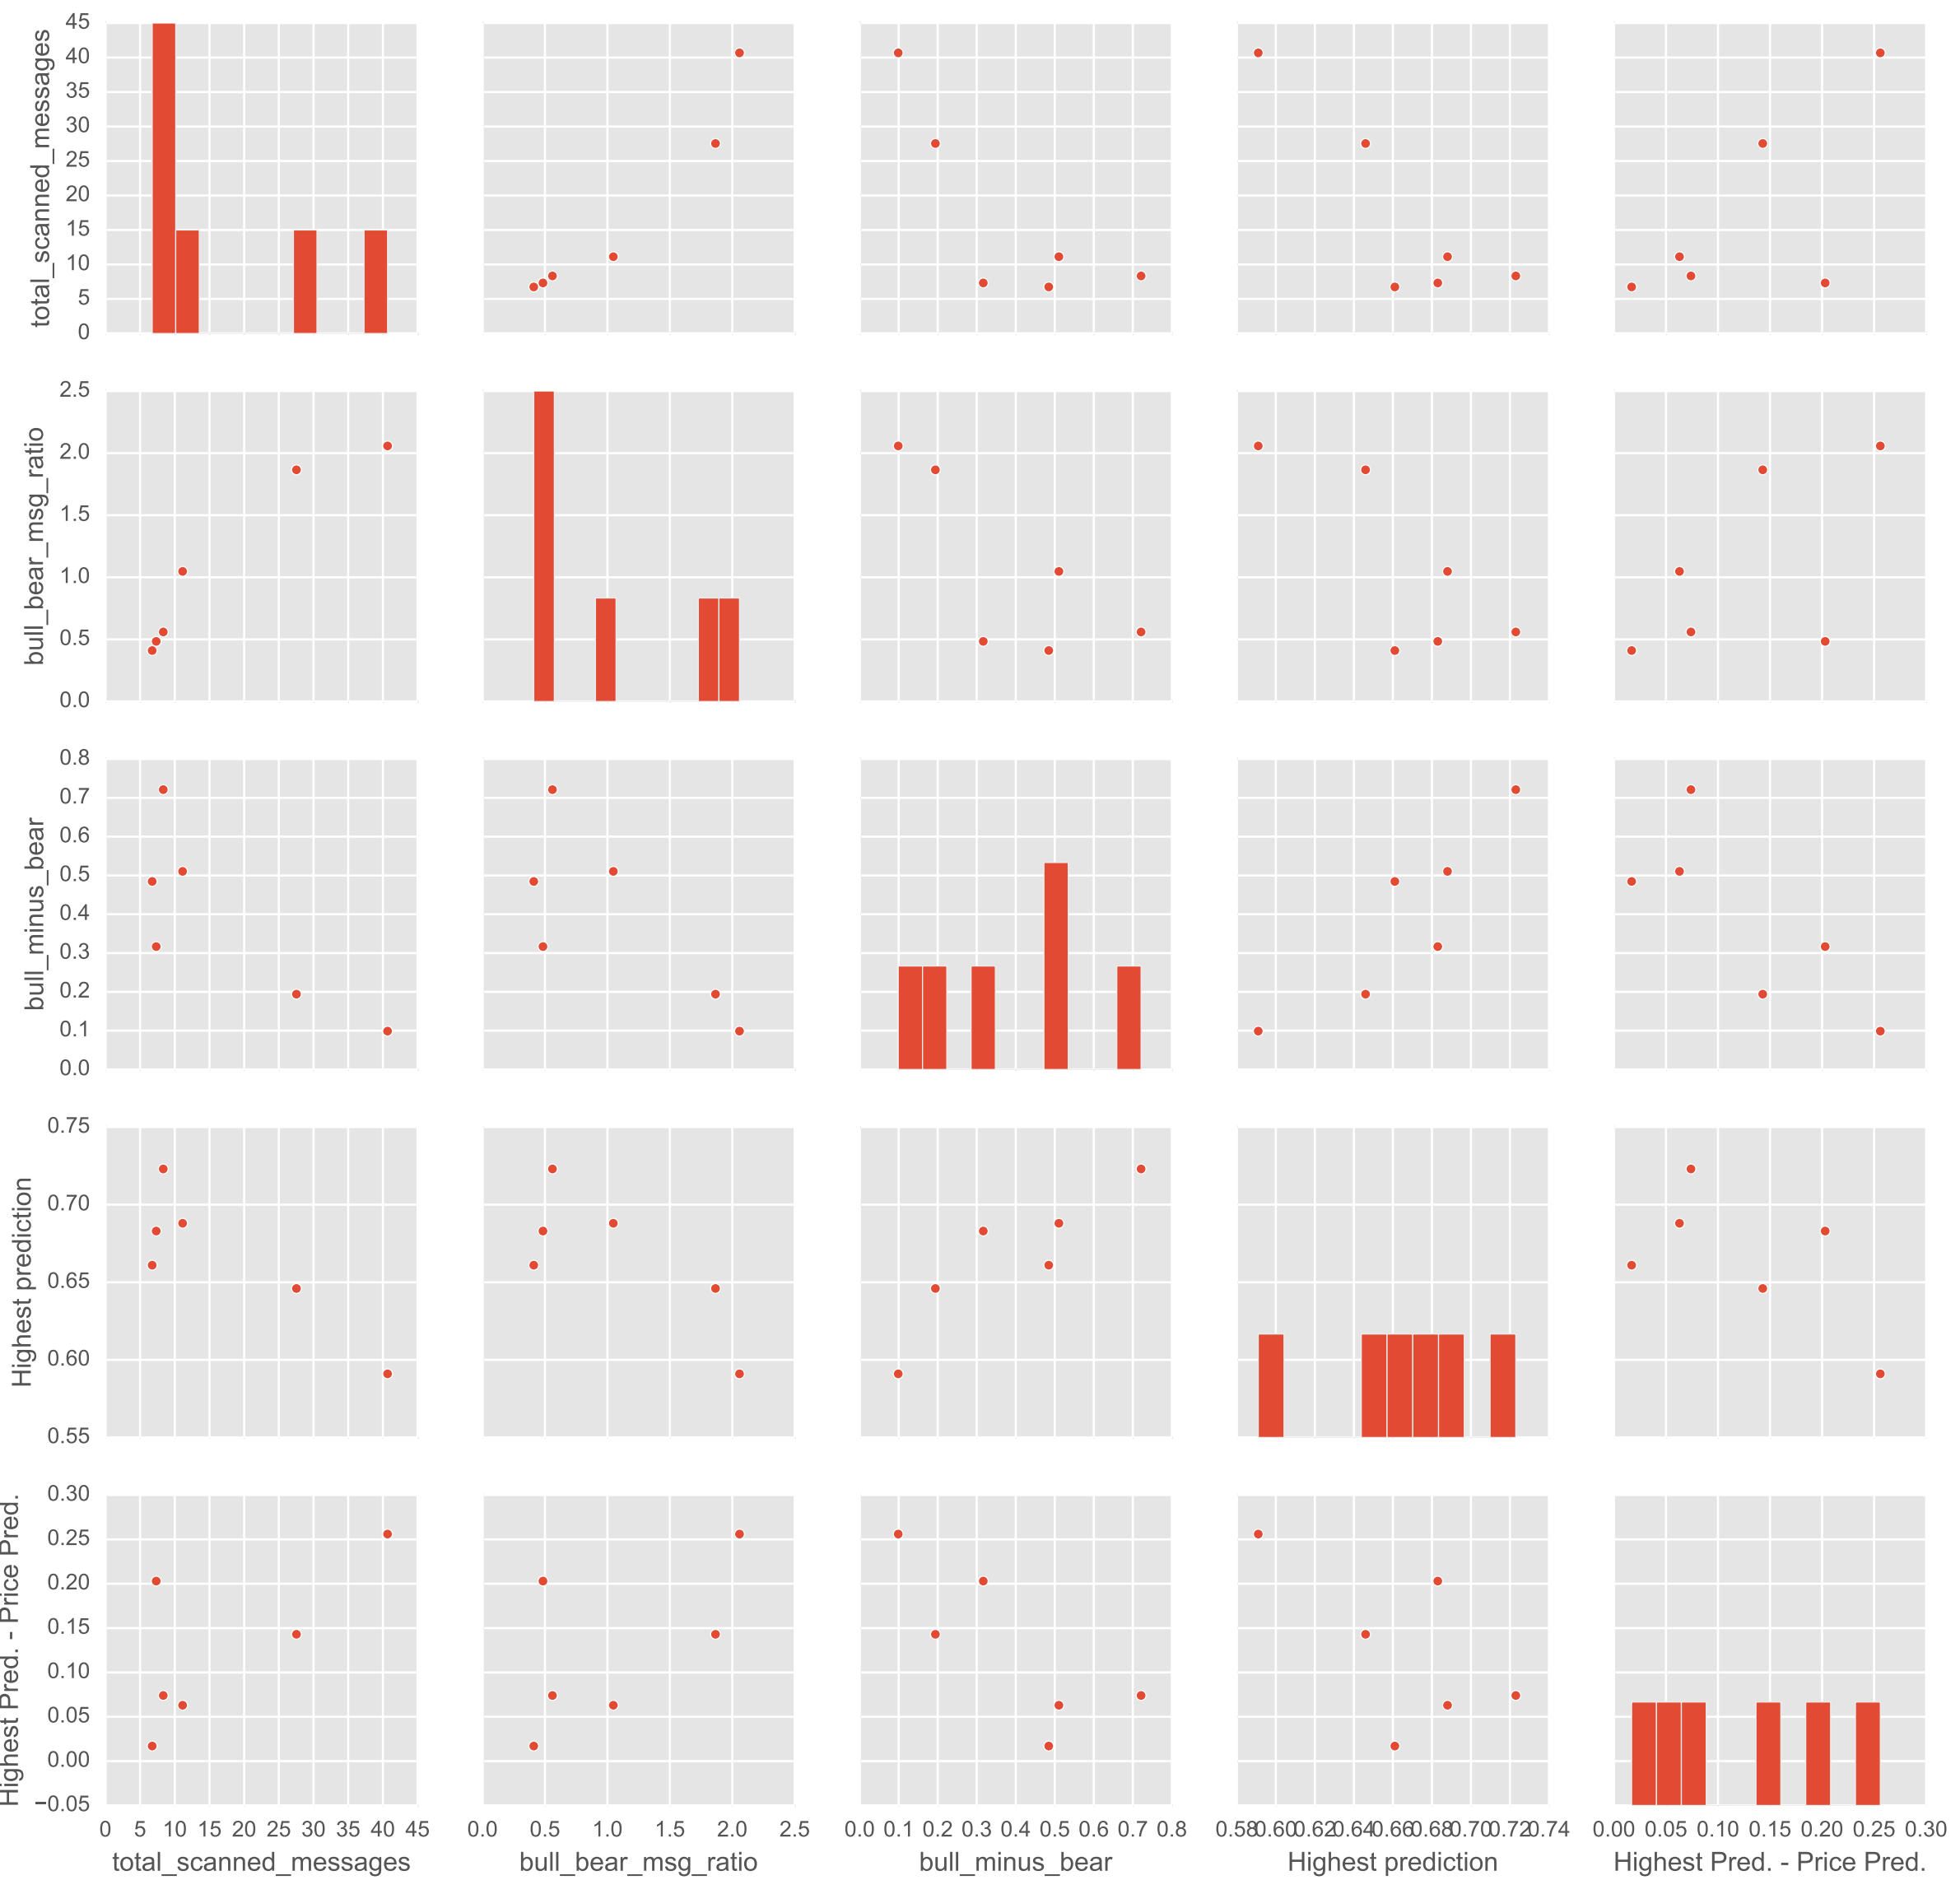 total_scanned_messages
45
40
35
30
25
20
15
10
5
0
bull_bear_msg_ratio
2.5
2.0
1.5
1.0
0.5
0.0
bull_minus_bear
0.8
0.7
0.6
0.5
0.4
0.3
0.2
0.1
0.0
Highest prediction
0.75
0.70
0.65
0.60
0.55
Highest Pred. - Price Pred.
0.30
0.25
0.20
0.15
0.10
0.05
0.00
−0.05
0 5 10 15 20 25 30 35 40 45
0.0 0.5 1.0 1.5 2.0 2.5
0.0 0.1 0.2 0.3 0.4 0.5 0.6 0.7 0.8
0.58 0.60 0.62 0.64 0.66 0.68 0.70 0.72 0.74
0.00 0.05 0.10 0.15 0.20 0.25 0.30
total_scanned_messages
bull_bear_msg_ratio
bull_minus_bear
Highest prediction
Highest Pred. - Price Pred.